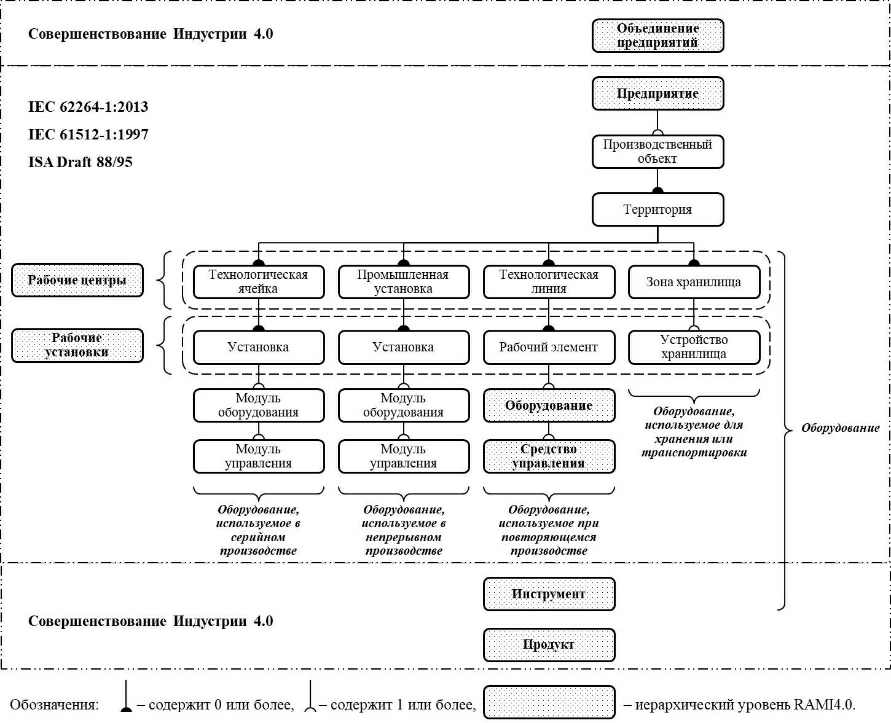 Совершенствование Индустрии 4.0
Объединение
предприятий
IEC 62264-1:2013
IEC 61512-1:1997
ISA Draft 88/95
Предприятие
Производственный
объект
Территория
Рабочие центры
Технологическая
ячейка
Промышленная
установка
Технологическая
линия
Зона хранилища
Рабочие
установки
Установка
Установка
Рабочий элемент
Устройство
хранилища
Модуль
оборудования
Модуль
оборудования
Оборудование
Модуль
управления
Модуль
управления
Средство
управления
Оборудование,
используемое для
хранения или
транспортировки
Оборудование
Оборудование,
используемое в
серийном
производстве
Оборудование,
используемое в
непрерывном
производстве
Оборудование,
используемое при
повторяющемся
производстве
Совершенствование Индустрии 4.0
Инструмент
Продукт
Обозначения: – содержит 0 или более, – содержит 1 или более, – иерархический уровень RAMI4.0.